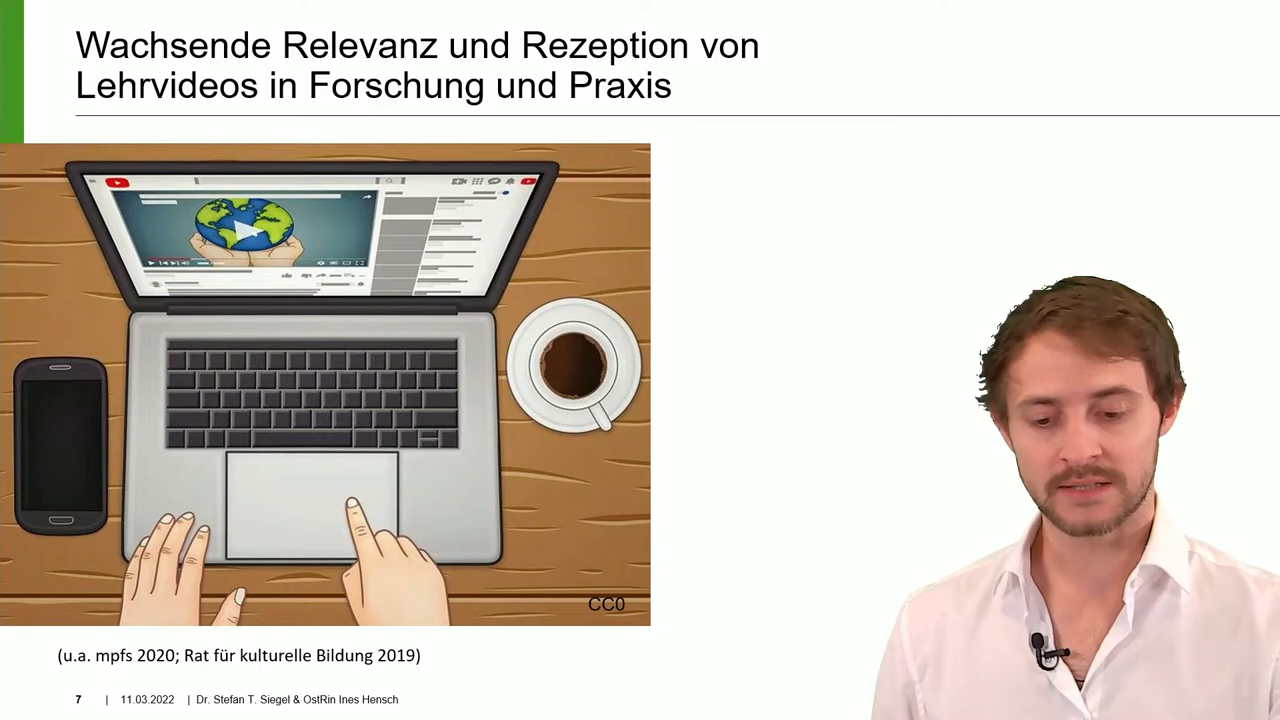 Wachsende Relevanz und Rezeption von
Lehrvideos in Forschung und Praxis
CC0
(u.a. mpfs 2020; Rat für kulturelle Bildung 2019)
7 | 11.03.2022 | Dr. Stefan T. Siegel & OstRin Ines Hensch